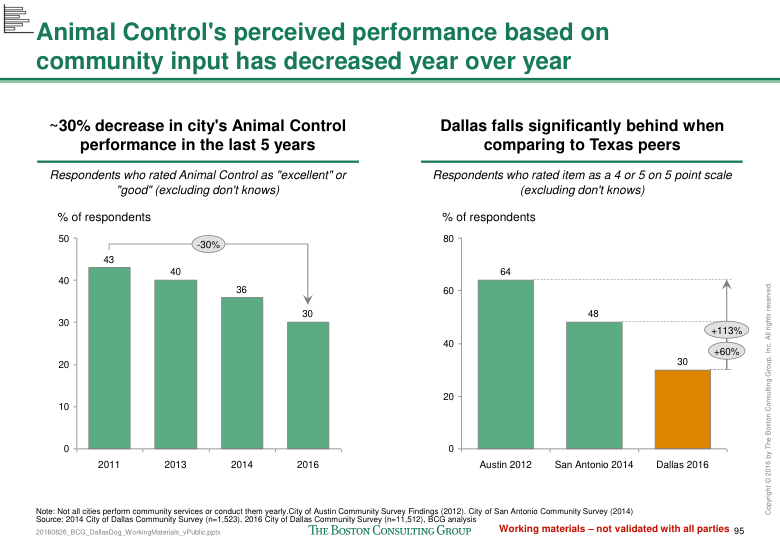 Animal Control's perceived performance based on
community input has decreased year over year
~30% decrease in city's Animal Control
performance in the last 5 years
Respondents who rated Animal Control as "excellent" or
"good" (excluding don't knows)
% of respondents
50
40
30
20
10
0
43
40
36
30
-30%
2011
2013
2014
2016
Dallas falls significantly behind when
comparing to Texas peers
Respondents who rated item as a 4 or 5 on 5 point scale
(excluding don't knows)
% of respondents
80
60
40
20
0
64
48
30
+113%
+60%
Austin 2012
San Antonio 2014
Dallas 2016
Copyright © 2016 by The Boston Consulting Group, Inc. All rights reserved.
Note: Not all cities perform community services or conduct them yearly.City of Austin Community Survey Findings (2012). City of San Antonio Community Survey (2014)
Source: 2014 City of Dallas Community Survey (n=1,523), 2016 City of Dallas Community Survey (n=11,512), BCG analysis
20160826_BCG_DallasDog_WorkingMaterials_vPublic.pptx
THE BOSTON CONSULTING GROUP
Working materials – not validated with all parties
95